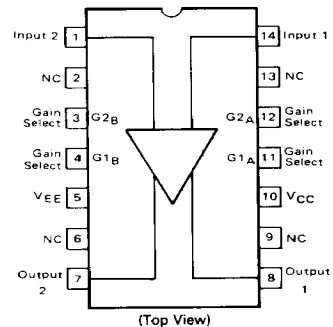 Input 2 1
14 Input 1
NC 2
13 NC
Gain Select 3 G2B
G2A 12 Gain Select
Gain Select 4 G1B
G1A 11 Gain Select
VEE 5
10 VCC
NC 6
9 NC
Output 2 7
8 Output 1
(Top View)